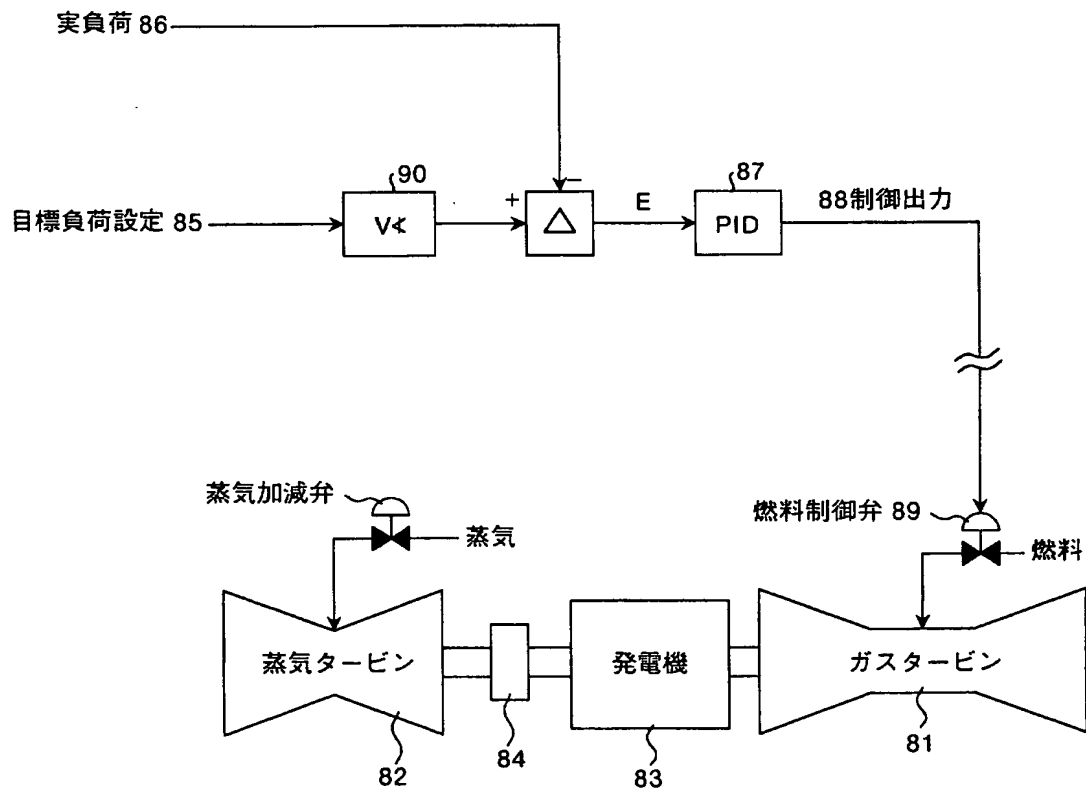 実負荷 86
90
87
88制御出力
+
−
E
目標負荷設定 85
V∢
△
PID
蒸気加減弁
燃料制御弁 89
蒸気
燃料
蒸気タービン
発電機
ガスタービン
82
84
83
81